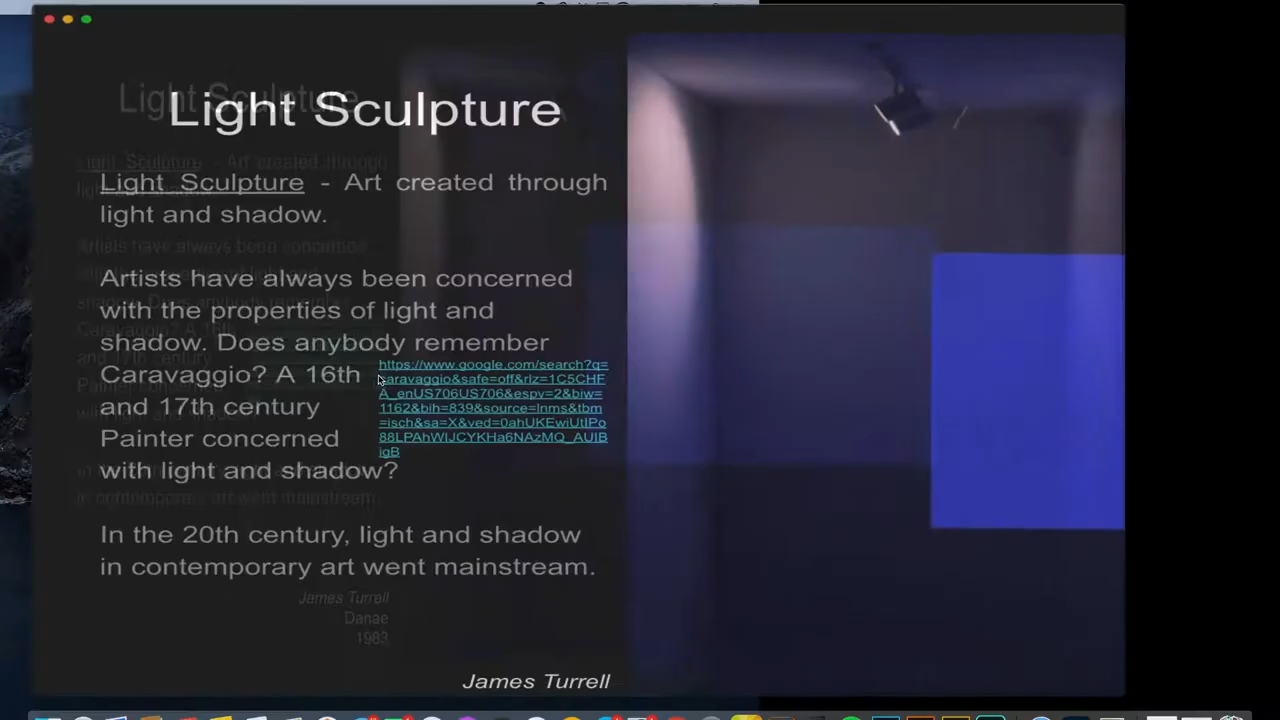 Light Sculpture
Light Sculpture - Art created through
light and shadow.
Artists have always been concerned
with the properties of light and
shadow. Does anybody remember
Caravaggio? A 16th
and 17th century
Painter concerned
with light and shadow?
https://www.google.com/search?q=
caravaggio&safe=off&rlz=1C5CHF
A_enUS706US706&espv=2&biw=
1162&bih=839&source=lnms&tbm
=isch&sa=X&ved=0ahUKEwiUtIPo
88LPAhWIJCYKHa6NAzMQ_AUIB
igB
In the 20th century, light and shadow
in contemporary art went mainstream.
James Turrell
Danae
1983
James Turrell